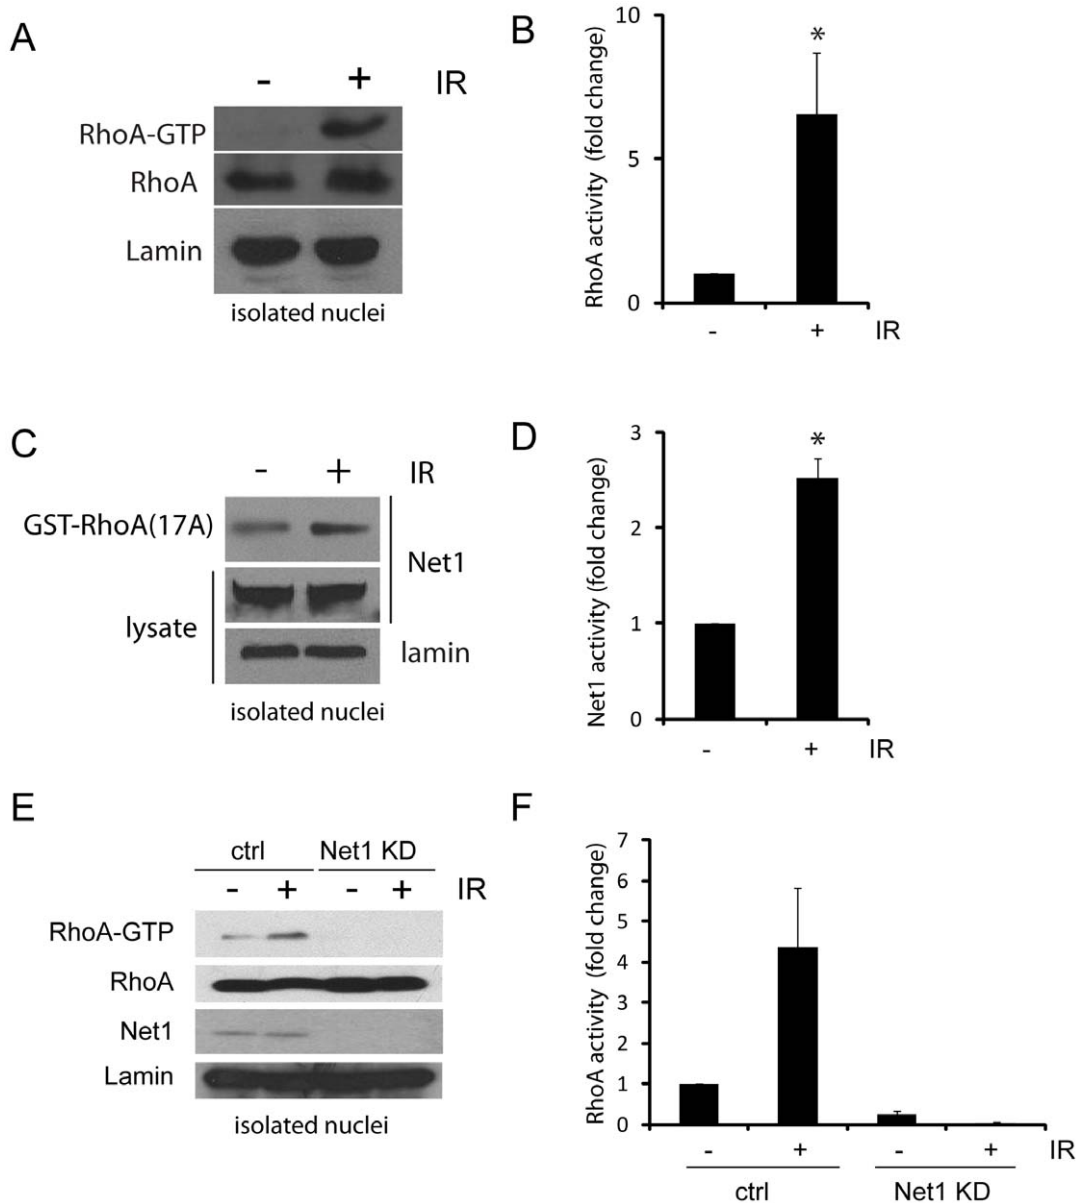 A
- + IR
RhoA-GTP
RhoA
Lamin
isolated nuclei
B
RhoA activity (fold change)
10
*
5
0
- + IR
C
- + IR
GST-RhoA(17A)
Net1
lysate
lamin
isolated nuclei
D
Net1 activity (fold change)
3
*
2
1
0
- + IR
E
ctrl Net1 KD
- + - + IR
RhoA-GTP
RhoA
Net1
Lamin
isolated nuclei
F
RhoA activity (fold change)
7
6
5
4
3
2
1
0
- + - + IR
ctrl Net1 KD